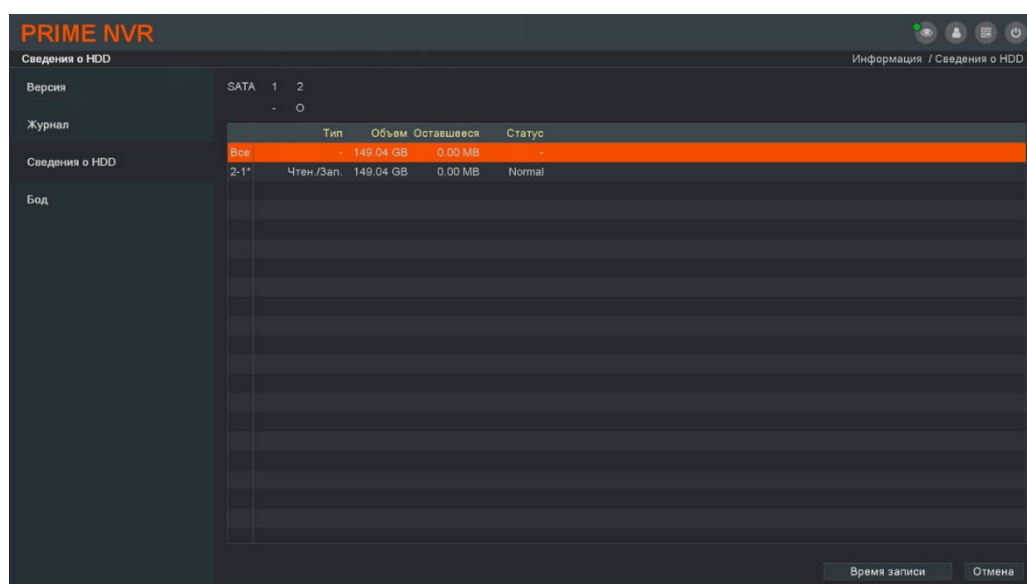 PRIME NVR
Сведения о HDD
Информация / Сведения о HDD
Версия
Журнал
Сведения о HDD
Бод
SATA 1 2
- O
Тип Объем Оставшееся Статус
Все - 149.04 GB 0.00 MB -
2-1* Чтен./Зап. 149.04 GB 0.00 MB Normal
Время записи Отмена